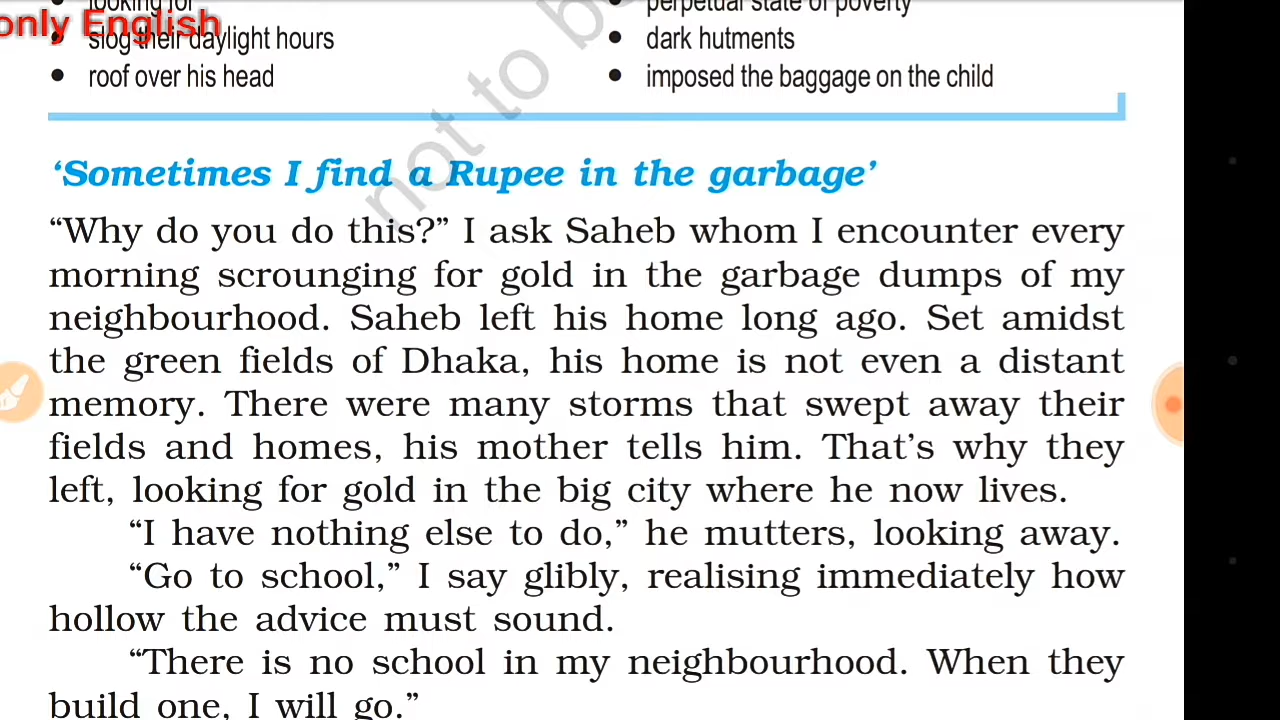 only English
looking for
perpetual state of poverty
slog their daylight hours
dark hutments
roof over his head
imposed the baggage on the child
not to b
‘Sometimes I find a Rupee in the garbage’
“Why do you do this?” I ask Saheb whom I encounter every
morning scrounging for gold in the garbage dumps of my
neighbourhood. Saheb left his home long ago. Set amidst
the green fields of Dhaka, his home is not even a distant
memory. There were many storms that swept away their
fields and homes, his mother tells him. That’s why they
left, looking for gold in the big city where he now lives.
“I have nothing else to do,” he mutters, looking away.
“Go to school,” I say glibly, realising immediately how
hollow the advice must sound.
“There is no school in my neighbourhood. When they
build one, I will go.”